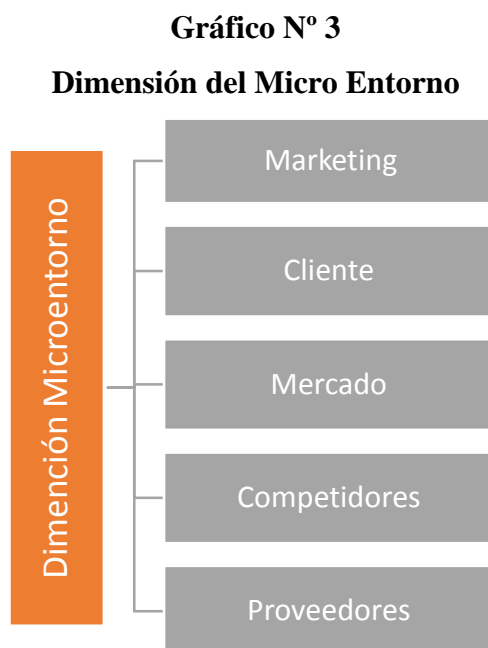 Gráfico Nº 3
Dimensión del Micro Entorno
Dimención Microentorno
Marketing
Cliente
Mercado
Competidores
Proveedores